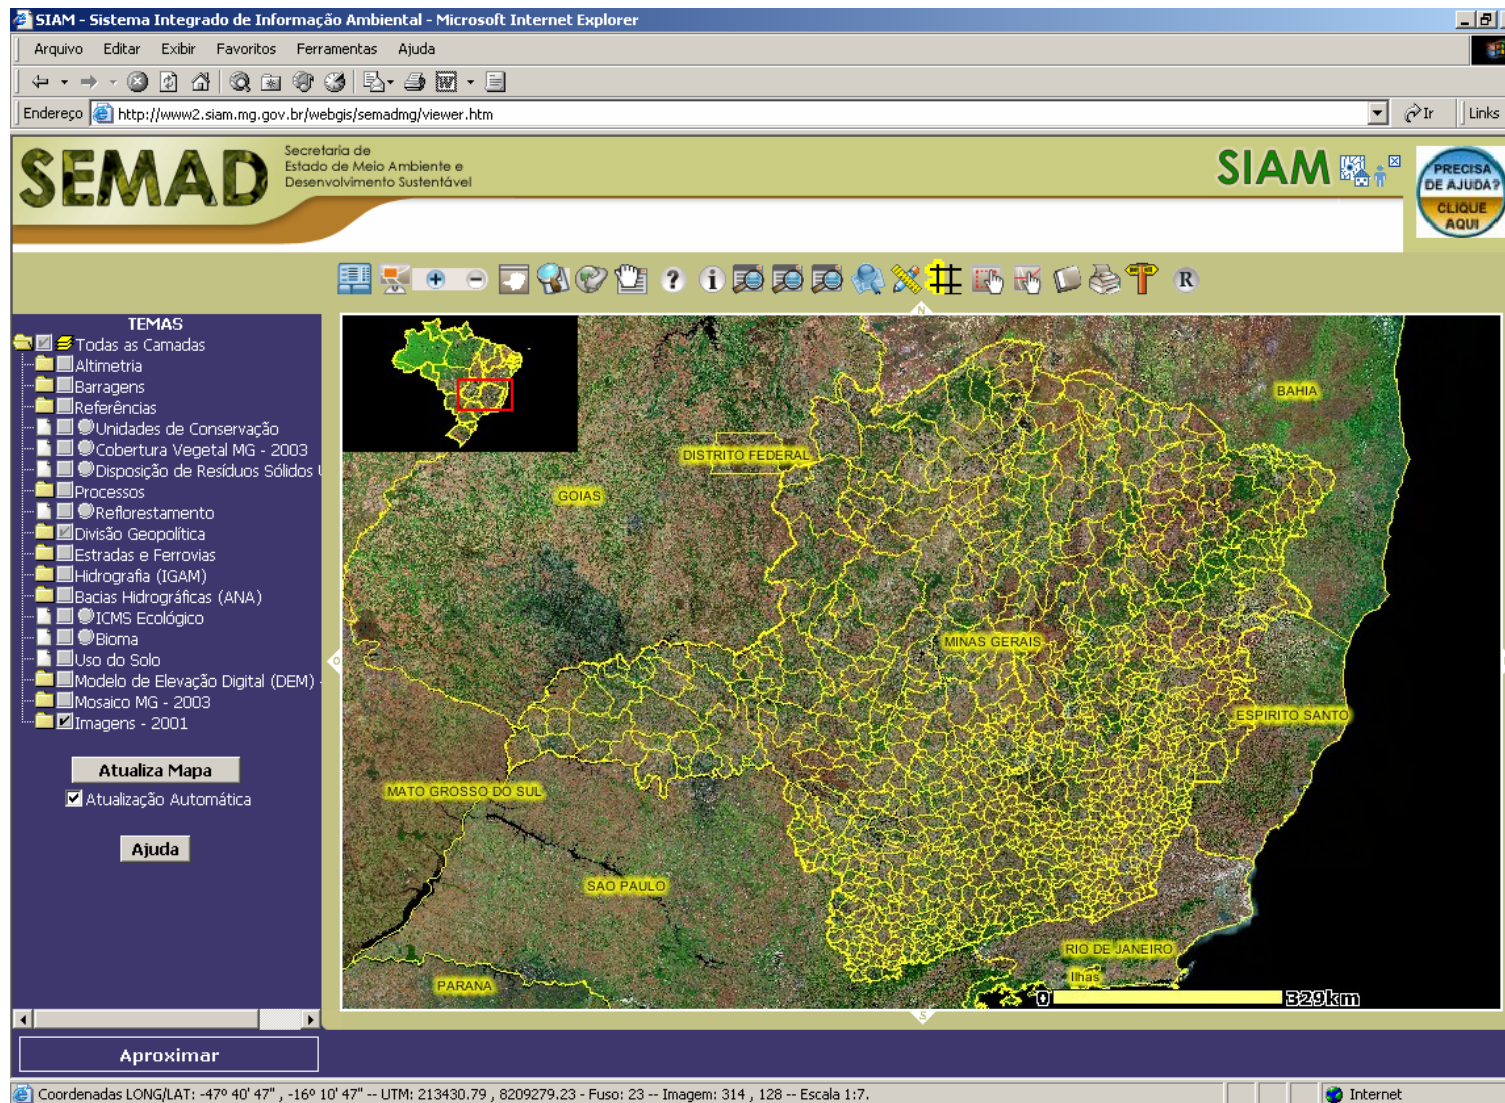 SIAM - Sistema Integrado de Informação Ambiental - Microsoft Internet Explorer
Arquivo Editar Exibir Favoritos Ferramentas Ajuda
Endereço http://www2.siam.mg.gov.br/webgis/semadmg/viewer.htm Ir Links
SEMAD
Secretaria de
Estado de Meio Ambiente e
Desenvolvimento Sustentável
SIAM
PRECISA
DE AJUDA?
CLIQUE
AQUI
? i R
N
TEMAS
Todas as Camadas
Altimetria
Barragens
Referências
Unidades de Conservação
Cobertura Vegetal MG - 2003
Disposição de Resíduos Sólidos
Processos
Reflorestamento
Divisão Geopolítica
Estradas e Ferrovias
Hidrografia (IGAM)
Bacias Hidrográficas (ANA)
ICMS Ecológico
Bioma
Uso do Solo
Modelo de Elevação Digital (DEM) -
Mosaico MG - 2003
Imagens - 2001
Atualiza Mapa
Atualização Automática
Ajuda
BAHIA
DISTRITO FEDERAL
GOIAS
MINAS GERAIS
O
ESPIRITO SANTO
MATO GROSSO DO SUL
SAO PAULO
RIO DE JANEIRO
Ilhas
PARANA
0 329km
S
Aproximar
Coordenadas LONG/LAT: -47º 40' 47" , -16º 10' 47" -- UTM: 213430.79 , 8209279.23 - Fuso: 23 -- Imagem: 314 , 128 -- Escala 1:7. Internet